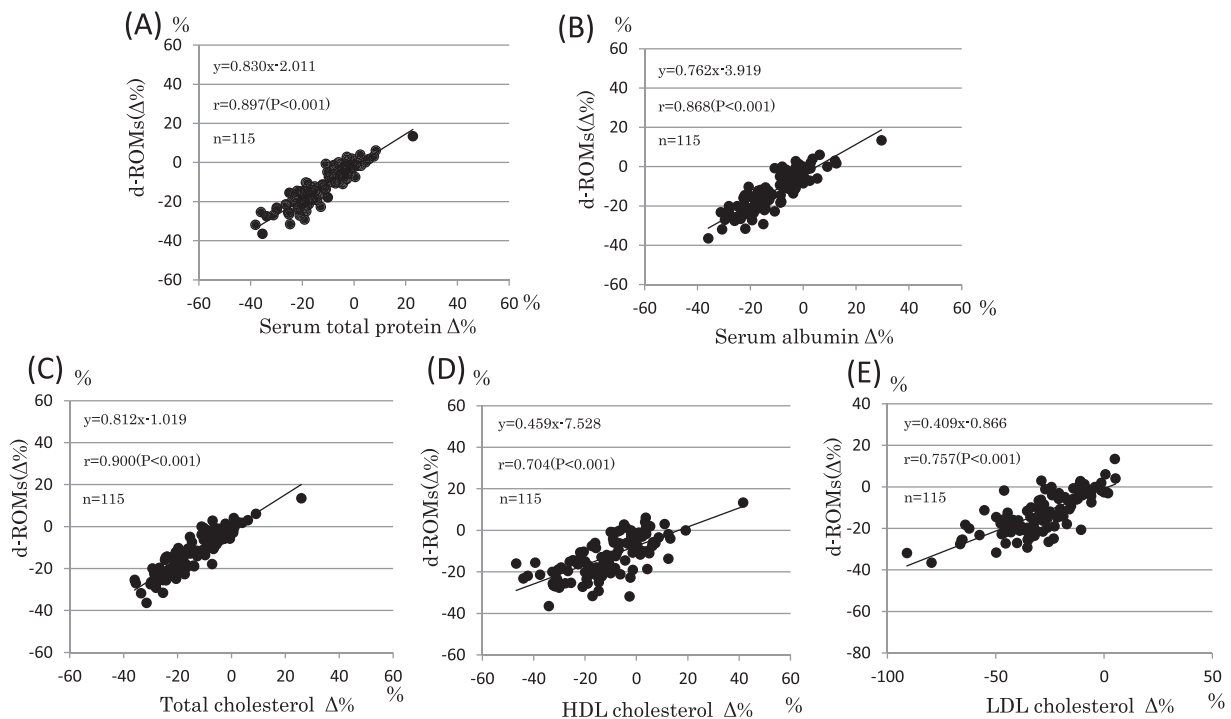 (A)
%
60
40
20
0
-20
-40
-60
d-ROMs(Δ%)
y=0.830x-2.011
r=0.897(P<0.001)
n=115
-60 -40 -20 0 20 40 60 %
Serum total protein Δ%
(B)
%
60
40
20
0
-20
-40
-60
d-ROMs(Δ%)
y=0.762x-3.919
r=0.868(P<0.001)
n=115
-60 -40 -20 0 20 40 60
%
Serum albumin Δ%
(C)
%
60
40
20
0
-20
-40
-60
d-ROMs(Δ%)
y=0.812x-1.019
r=0.900(P<0.001)
n=115
-60 -40 -20 0 20 40 60
%
Total cholesterol Δ%
(D)
%
60
40
20
0
-20
-40
-60
d-ROMs(Δ%)
y=0.459x-7.528
r=0.704(P<0.001)
n=115
-60 -40 -20 0 20 40 60
%
HDL cholesterol Δ%
(E)
%
40
20
0
-20
-40
-60
-80
d-ROMs(Δ%)
y=0.409x-0.866
r=0.757(P<0.001)
n=115
-100 -50 0 50
%
LDL cholesterol Δ%